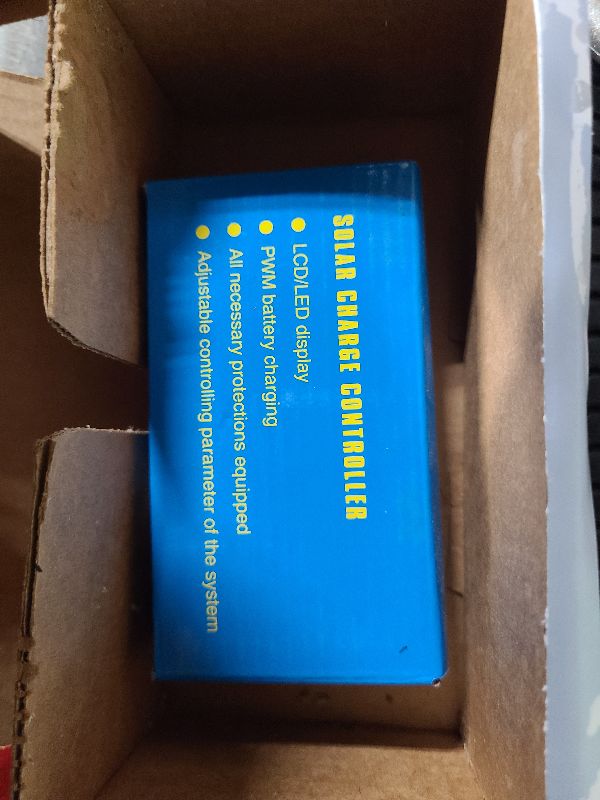 SOLAR CHARGE CONTROLLER
LCD/LED display
PWM battery charging
All necessary protections equipped
Adjustable controlling parameter of the system